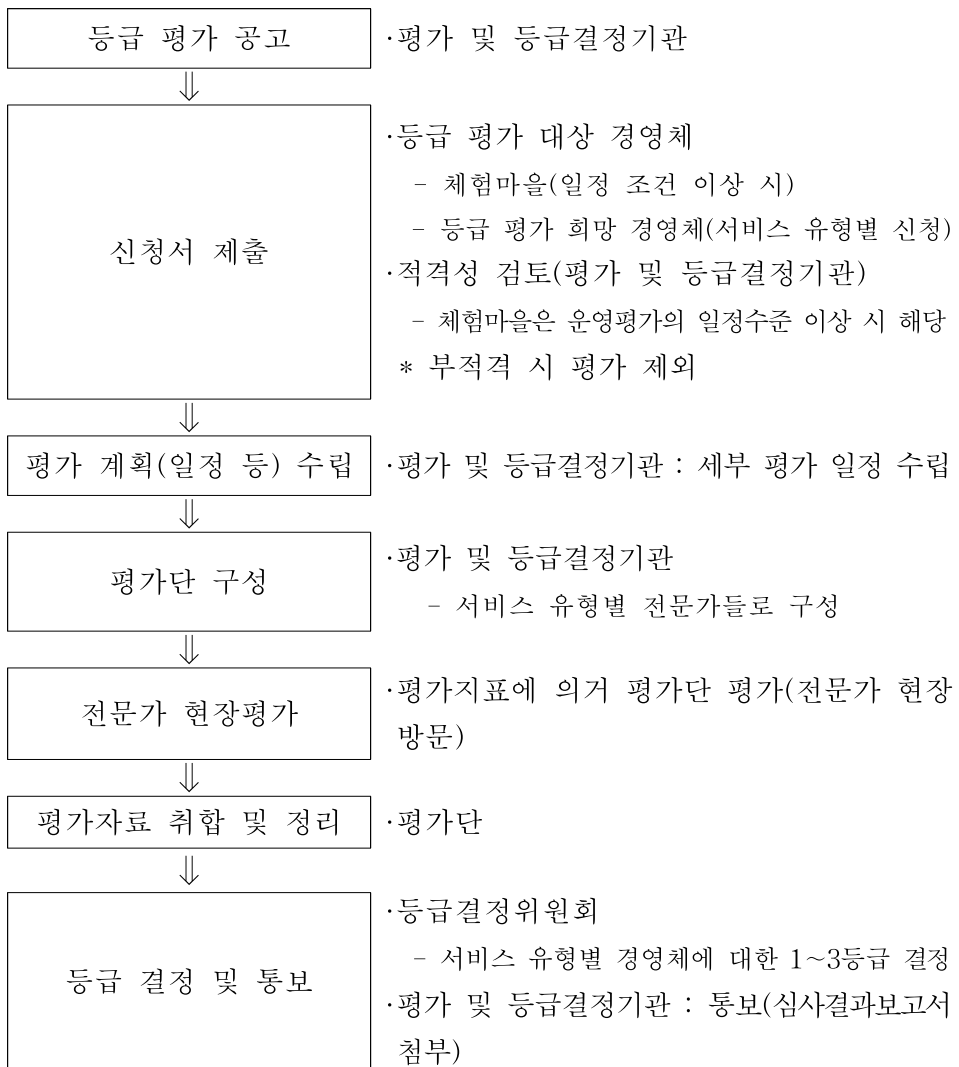 등급 평가 공고
·평가 및 등급결정기관
⇓
신청서 제출
·등급 평가 대상 경영체
- 체험마을(일정 조건 이상 시)
- 등급 평가 희망 경영체(서비스 유형별 신청)
·적격성 검토(평가 및 등급결정기관)
- 체험마을은 운영평가의 일정수준 이상 시 해당
* 부적격 시 평가 제외
⇓
평가 계획(일정 등) 수립
·평가 및 등급결정기관 : 세부 평가 일정 수립
⇓
평가단 구성
·평가 및 등급결정기관
- 서비스 유형별 전문가들로 구성
⇓
전문가 현장평가
·평가지표에 의거 평가단 평가(전문가 현장
방문)
⇓
평가자료 취합 및 정리
·평가단
⇓
등급 결정 및 통보
·등급결정위원회
- 서비스 유형별 경영체에 대한 1~3등급 결정
·평가 및 등급결정기관 : 통보(심사결과보고서
첨부)